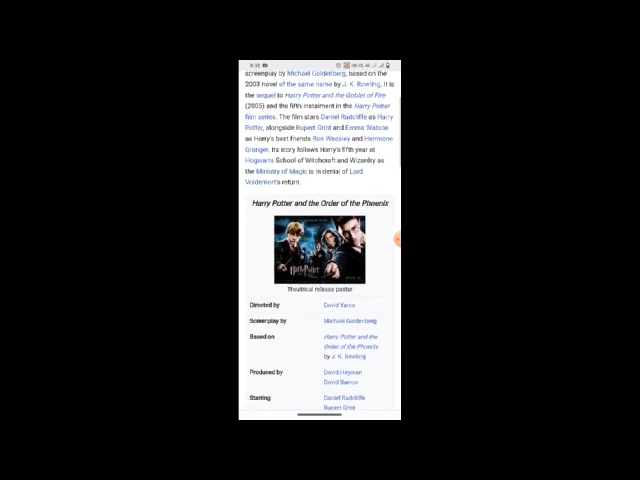 screenplay by Michael Goldenberg, based on the
2003 novel of the same name by J. K. Rowling. It is
the sequel to Harry Potter and the Goblet of Fire
(2005) and the fifth instalment in the Harry Potter
film series. The film stars Daniel Radcliffe as Harry
Potter, alongside Rupert Grint and Emma Watson
as Harry's best friends Ron Weasley and Hermione
Granger. Its story follows Harry's fifth year at
Hogwarts School of Witchcraft and Wizardry as
the Ministry of Magic is in denial of Lord
Voldemort's return.
Harry Potter and the Order of the Phoenix
Harry Potter
Theatrical release poster
Directed by David Yates
Screenplay by Michael Goldenberg
Based on Harry Potter and the
Order of the Phoenix
by J. K. Rowling
Produced by David Heyman
David Barron
Starring Daniel Radcliffe
Rupert Grint